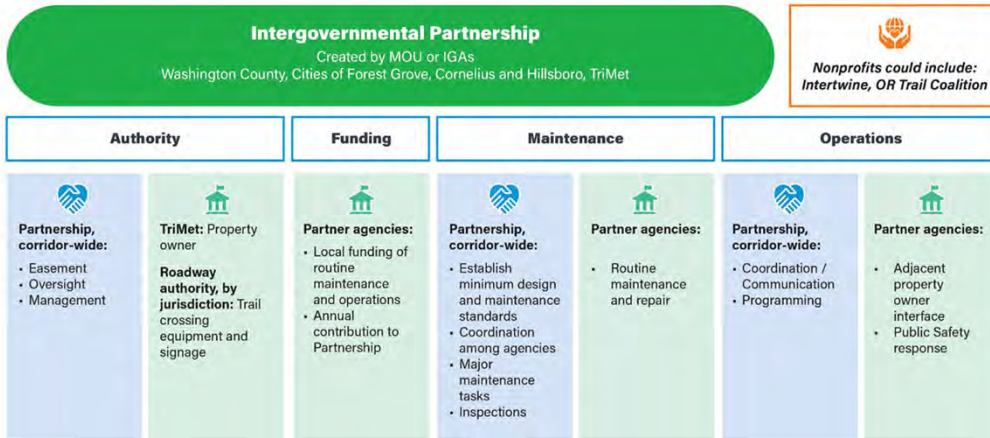 Intergovernmental Partnership
Created by MOU or IGAs
Washington County, Cities of Forest Grove, Cornelius and Hillsboro, TriMet
Nonprofits could include:
Intertwine, OR Trail Coalition
Authority
Funding
Maintenance
Operations
Partnership,
corridor-wide:
• Easement
• Oversight
• Management
TriMet: Property
owner
Roadway
authority, by
jurisdiction: Trail
crossing
equipment and
signage
Partner agencies:
• Local funding of
routine
maintenance
and operations
• Annual
contribution to
Partnership
Partnership,
corridor-wide:
• Establish
minimum design
and maintenance
standards
• Coordination
among agencies
• Major
maintenance
tasks
• Inspections
Partner agencies:
• Routine
maintenance
and repair
Partnership,
corridor-wide:
• Coordination /
Communication
• Programming
Partner agencies:
• Adjacent
property
owner
interface
• Public Safety
response